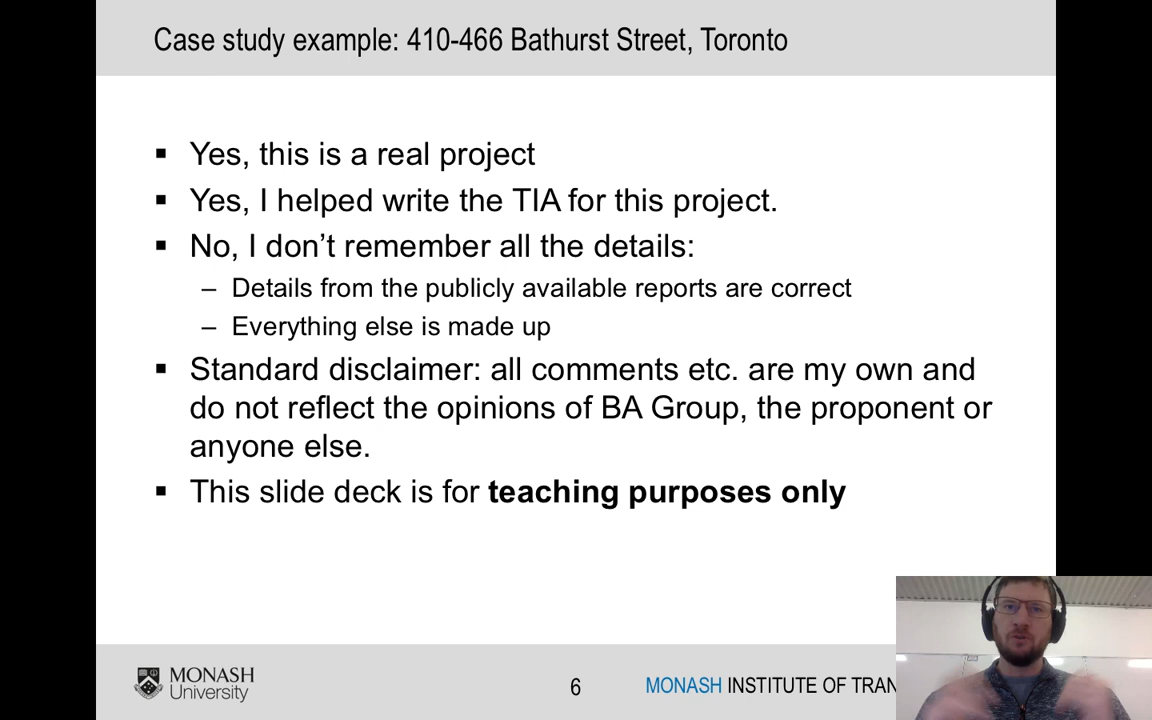 Case study example: 410-466 Bathurst Street, Toronto
▪ Yes, this is a real project
▪ Yes, I helped write the TIA for this project.
▪ No, I don’t remember all the details:
– Details from the publicly available reports are correct
– Everything else is made up
▪ Standard disclaimer: all comments etc. are my own and
do not reflect the opinions of BA Group, the proponent or
anyone else.
▪ This slide deck is for teaching purposes only
MONASH
University
6
MONASH INSTITUTE OF TRAN